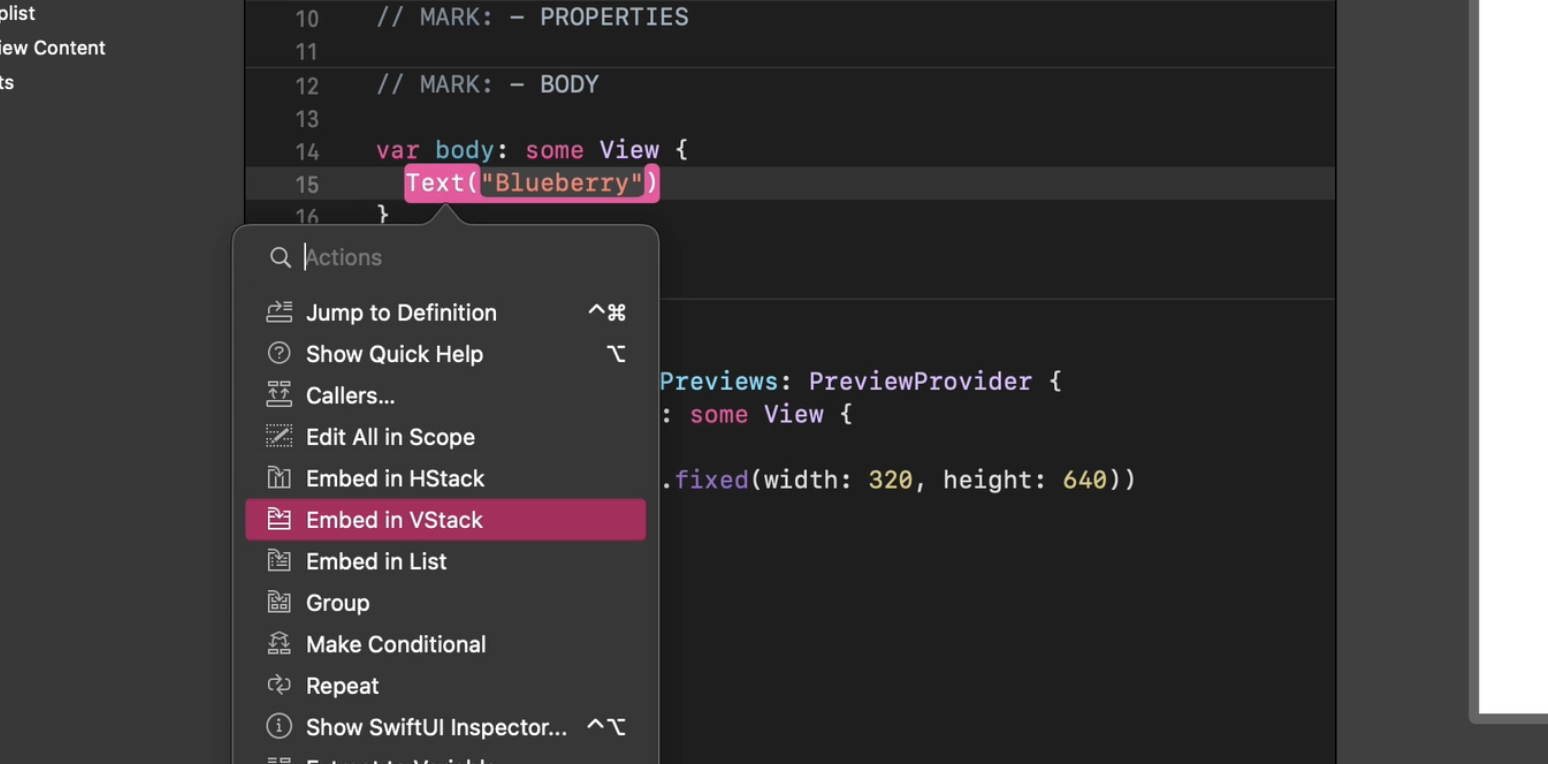 plist
iew Content
ts
10 // MARK: – PROPERTIES
11
12 // MARK: – BODY
13
14 var body: some View {
15 Text("Blueberry")
16 }
Actions
Jump to Definition ^⌘
Show Quick Help ⌥
Callers...
Edit All in Scope
Embed in HStack
Embed in VStack
Embed in List
Group
Make Conditional
Repeat
Show SwiftUI Inspector... ^⌥
Previews: PreviewProvider {
: some View {
.fixed(width: 320, height: 640))